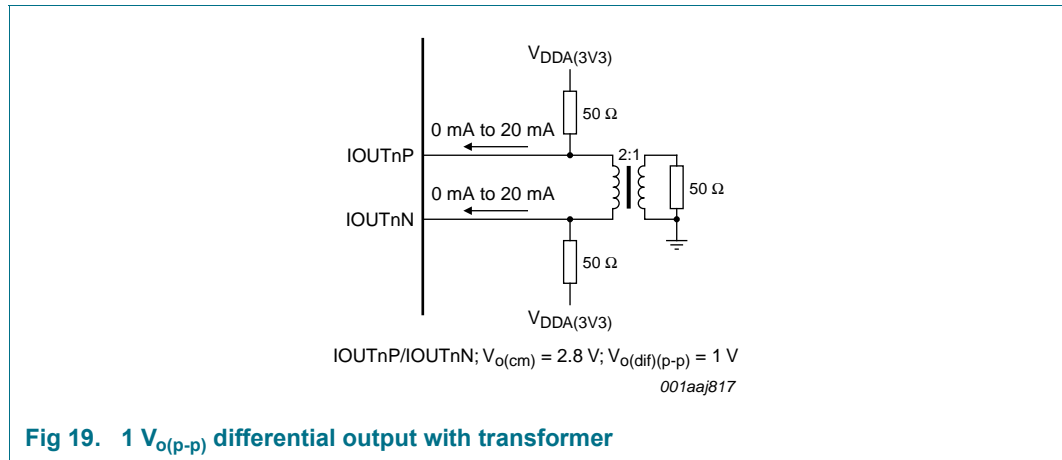 VDDA(3V3)
50 Ω
0 mA to 20 mA
2:1
IOUTnP
50 Ω
0 mA to 20 mA
IOUTnN
50 Ω
VDDA(3V3)
IOUTnP/IOUTnN; Vo(cm) = 2.8 V; Vo(dif)(p-p) = 1 V
001aaj817
Fig 19. 1 Vo(p-p) differential output with transformer